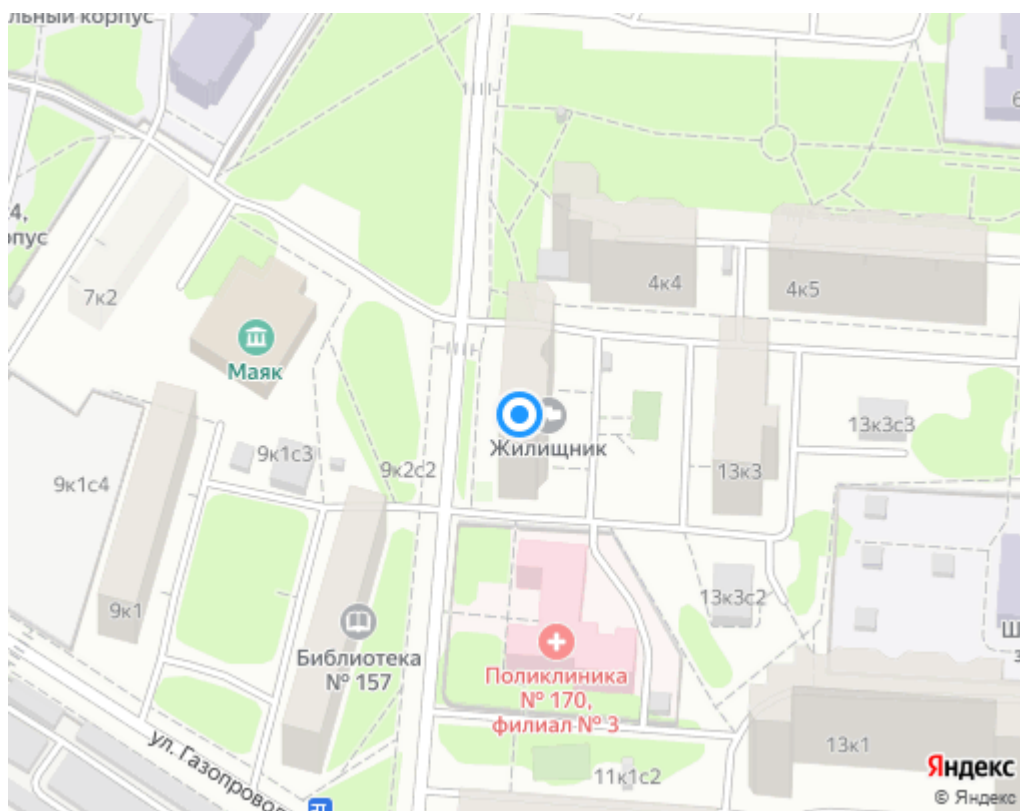 льный корпус
4,
рпус
7к2
4к4
4к5
Маяк
13к3с3
9к1с3
9к2с2
Жилищник
9к1с4
13к3
9к1
13к3с2
Библиотека
№ 157
Поликлиника
№ 170,
филиал № 3
ул. Газопровод
13к1
11к1с2
Яндекс
© Яндекс